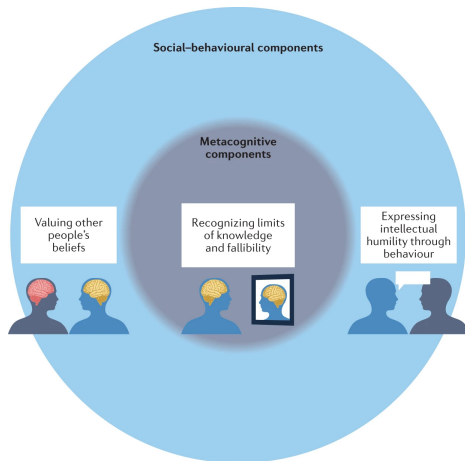 Social–behavioural components
Metacognitive
components
Valuing other
people's
beliefs
Recognizing limits
of knowledge
and fallibility
Expressing
intellectual
humility through
behaviour